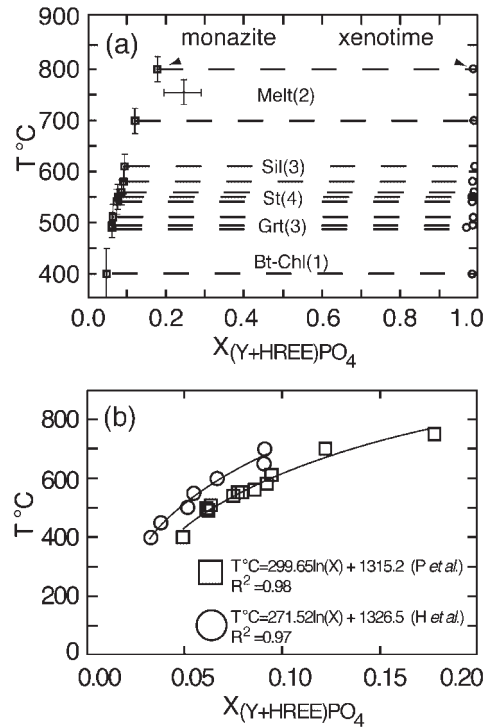 (a)
monazite xenotime
Melt(2)
Sil(3)
St(4)
Grt(3)
Bt-Chl(1)
T°C
800
700
600
500
400
0.0 0.2 0.4 0.6 0.8 1.0
X(Y+HREE)PO4
(b)
T°C
800
600
400
200
0
T°C=299.65ln(X) + 1315.2 (P et al.)
R2 =0.98
T°C=271.52ln(X) + 1326.5 (H et al.)
R2 =0.97
0.00 0.05 0.10 0.15 0.20
X(Y+HREE)PO4